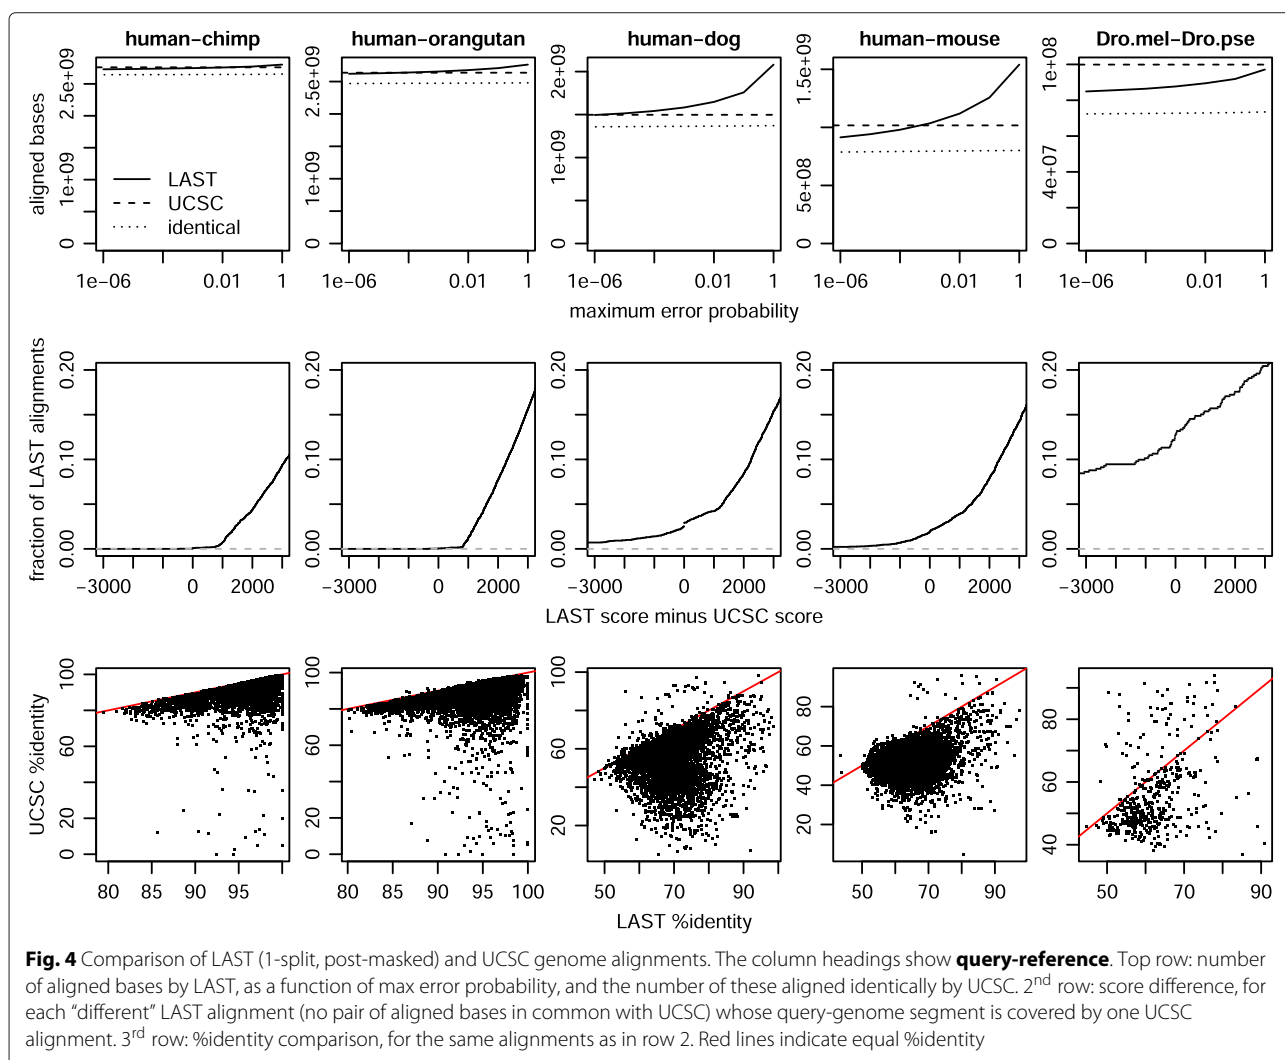 human–chimp
human–orangutan
human–dog
human–mouse
Dro.mel–Dro.pse
aligned bases
0
1e+09
2.5e+09
LAST
UCSC
identical
1e−06
0.01
1
0
1e+09
2.5e+09
1e−06
0.01
1
0
1e+09
2e+09
1e−06
0.01
1
0
5e+08
1.5e+09
1e−06
0.01
1
0
4e+07
1e+08
1e−06
0.01
1
maximum error probability
fraction of LAST alignments
0.00
0.10
0.20
−3000
0
2000
0.00
0.10
0.20
−3000
0
2000
0.00
0.10
0.20
−3000
0
2000
0.00
0.10
0.20
−3000
0
2000
0.00
0.10
0.20
−3000
0
2000
LAST score minus UCSC score
UCSC %identity
0
20
60
100
80
85
90
95
0
20
60
100
80
85
90
95
100
20
60
100
50
70
90
20
40
60
80
50
70
90
40
60
80
50
70
90
LAST %identity
Fig. 4 Comparison of LAST (1-split, post-masked) and UCSC genome alignments. The column headings show query-reference. Top row: number
of aligned bases by LAST, as a function of max error probability, and the number of these aligned identically by UCSC. 2nd row: score difference, for
each “different” LAST alignment (no pair of aligned bases in common with UCSC) whose query-genome segment is covered by one UCSC
alignment. 3rd row: %identity comparison, for the same alignments as in row 2. Red lines indicate equal %identity